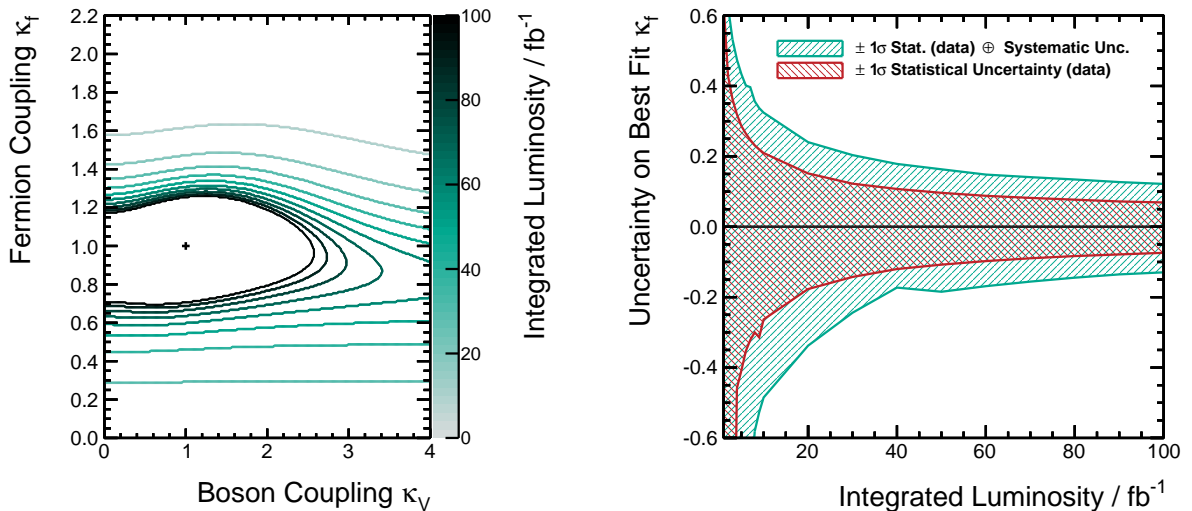 Fermion Coupling κf
2.2
2.0
1.8
1.6
1.4
1.2
1.0
0.8
0.6
0.4
0.2
0.0
0 1 2 3 4
Boson Coupling κV
100
80
60
40
20
0
Integrated Luminosity / fb-1
Uncertainty on Best Fit κf
0.6
0.4
0.2
0.0
-0.2
-0.4
-0.6
± 1σ Stat. (data) ⊕ Systematic Unc.
± 1σ Statistical Uncertainty (data)
20 40 60 80 100
Integrated Luminosity / fb-1